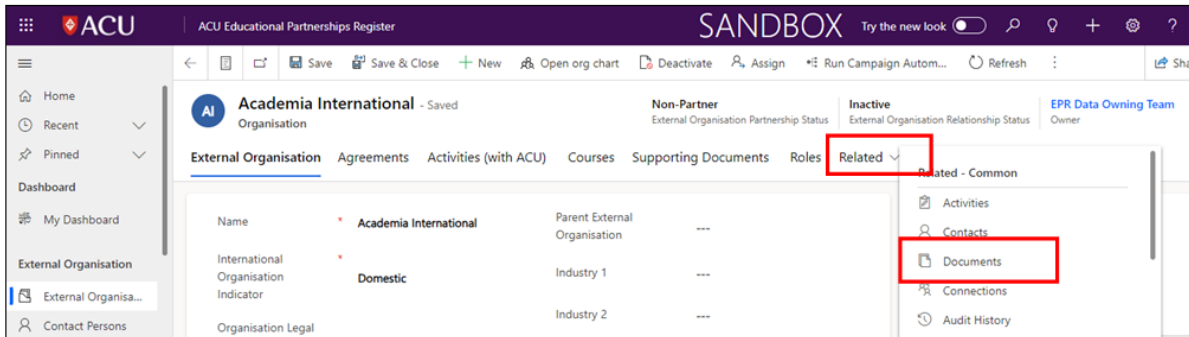 ACU
ACU Educational Partnerships Register
SANDBOX
Try the new look
?
Save
Save & Close
New
Open org chart
Deactivate
Assign
Run Campaign Autom...
Refresh
Sha
Home
Recent
Pinned
Dashboard
My Dashboard
External Organisation
External Organisa...
Contact Persons
AI
Academia International - Saved
Organisation
Non-Partner
External Organisation Partnership Status
Inactive
External Organisation Relationship Status
EPR Data Owning Team
Owner
External Organisation
Agreements
Activities (with ACU)
Courses
Supporting Documents
Roles
Related
Related - Common
Activities
Contacts
Documents
Connections
Audit History
Name
*
Academia International
International
Organisation
Indicator
*
Domestic
Organisation Legal
Parent External
Organisation
---
Industry 1
---
Industry 2
---